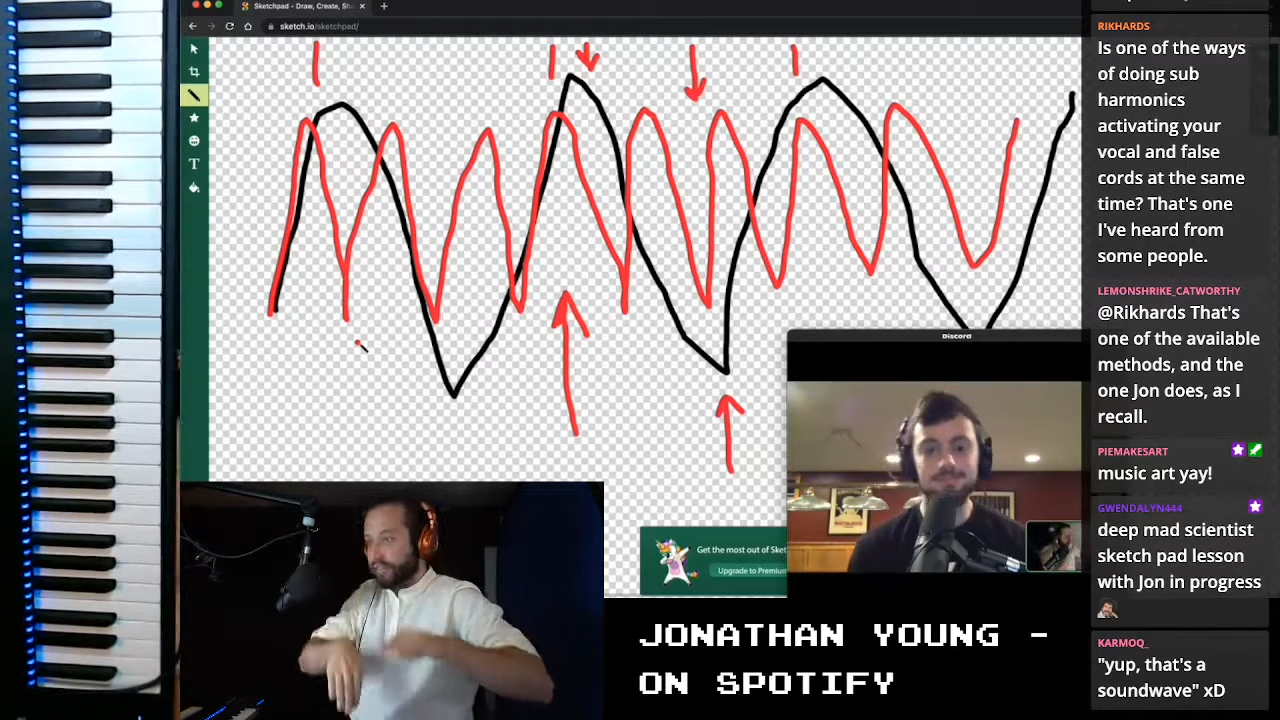 Sketchpad - Draw, Create, Sha
sketch.io/sketchpad/
T
Discord
Get the most out of Sket
Upgrade to Premium
JONATHAN YOUNG -
ON SPOTIFY
RIKHARDS
Is one of the ways
of doing sub
harmonics
activating your
vocal and false
cords at the same
time? That's one
I've heard from
some people.
LEMONSHRIKE_CATWORTHY
@Rikhards That's
one of the available
methods, and the
one Jon does, as I
recall.
PIEMAKESART
music art yay!
GWENDALYN444
deep mad scientist
sketch pad lesson
with Jon in progress
KARMOQ_
"yup, that's a
soundwave" xD